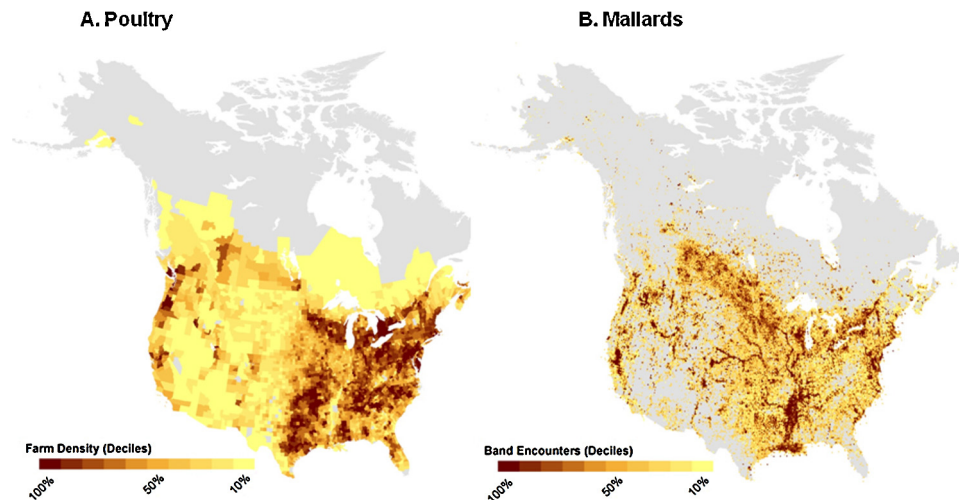 A. Poultry
B. Mallards
Farm Density (Deciles)
100%
50%
10%
Band Encounters (Deciles)
100%
50%
10%